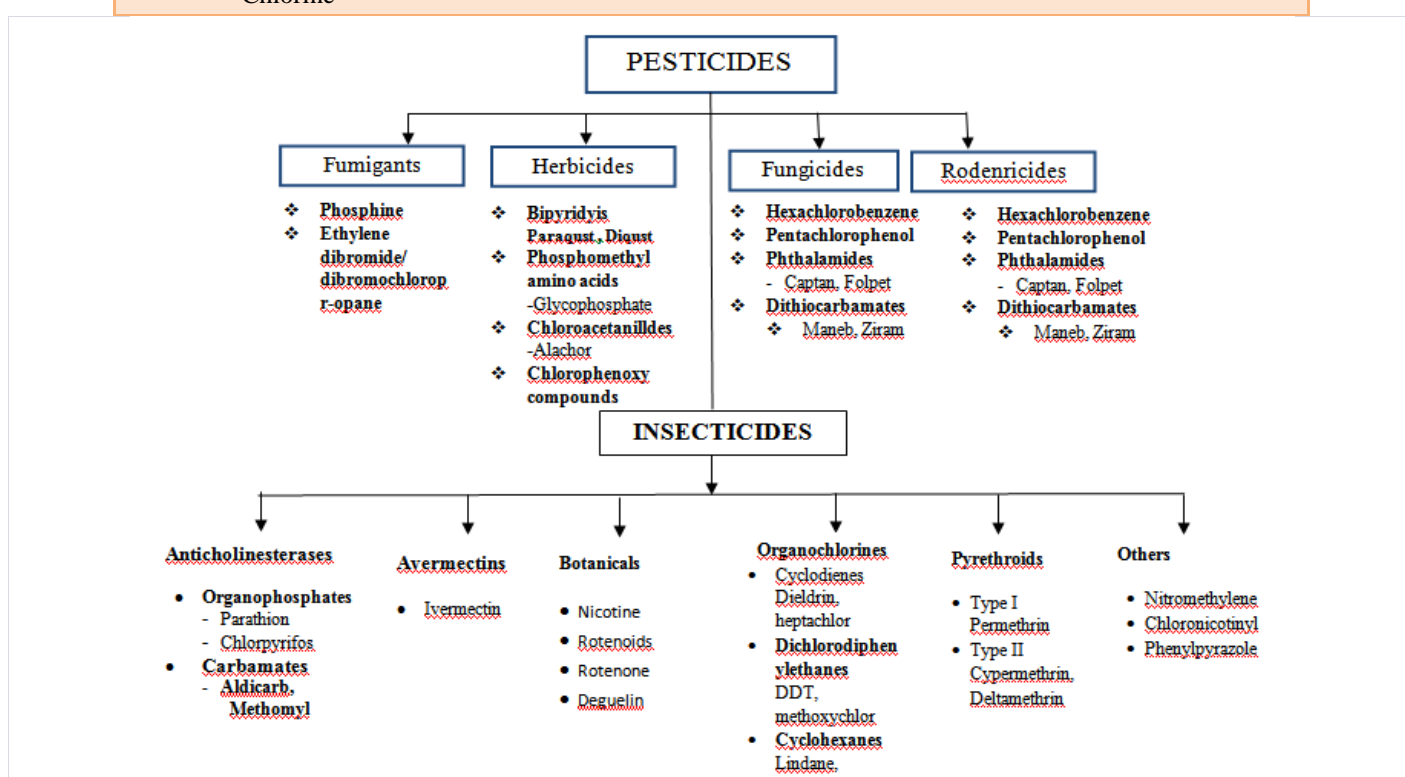 Chlorine
PESTICIDES
Fumigants
❖ Phosphine
❖ Ethylene
dibromide/
dibromochlorop
r-opane
Herbicides
❖ Bipyridyis
Paraqust , Diqust
❖ Phosphomethyl
amino acids
-Glycophosphate
❖ Chloroacetanilldes
-Alachor
❖ Chlorophenoxy
compounds
Fungicides
❖ Hexachlorobenzene
❖ Pentachlorophenol
❖ Phthalamides
- Captan, Folpet
❖ Dithiocarbamates
❖ Maneb, Ziram
Rodenricides
❖ Hexachlorobenzene
❖ Pentachlorophenol
❖ Phthalamides
- Captan, Folpet
❖ Dithiocarbamates
❖ Maneb, Ziram
INSECTICIDES
Anticholinesterases
• Organophosphates
- Parathion
- Chlorpyrifos
• Carbamates
- Aldicarb,
Methomyl
Avermectins
• Ivermectin
Botanicals
• Nicotine
• Rotenoids
• Rotenone
• Deguelin
Organochlorines
• Cyclodienes
Dieldrin,
heptachlor
• Dichlorodiphen
ylethanes
DDT,
methoxychlor
• Cyclohexanes
Lindane,
Pyrethroids
• Type I
Permethrin
• Type II
Cypermethrin,
Deltamethrin
Others
• Nitromethylene
• Chloronicotinyl
• Phenylpyrazole